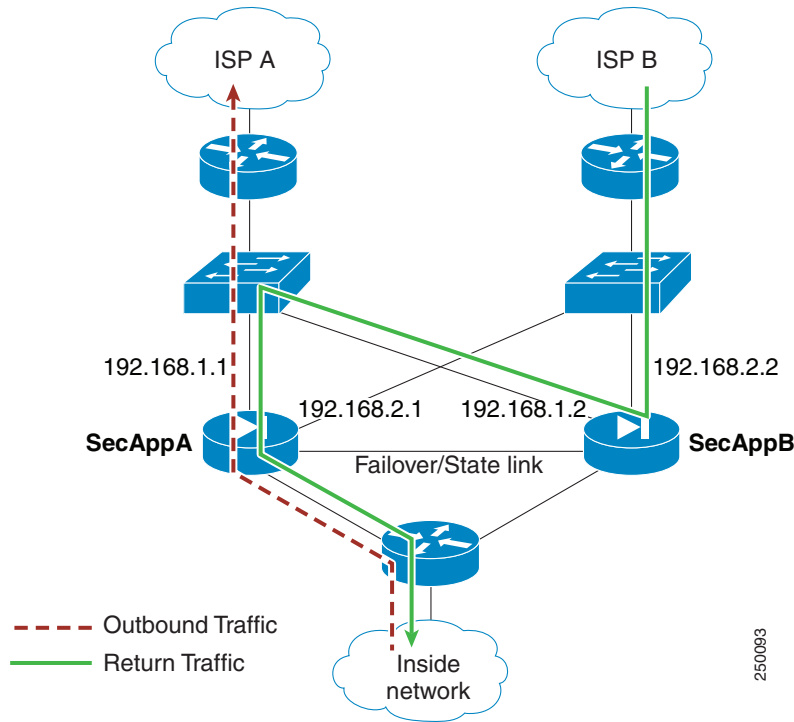 ISP A
ISP B
192.168.1.1
192.168.2.2
192.168.2.1
192.168.1.2
SecAppA
SecAppB
Failover/State link
Outbound Traffic
Return Traffic
Inside
network
250093